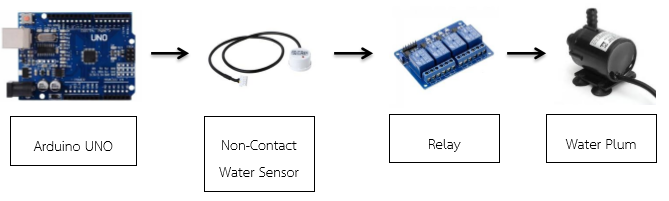 UNO
Arduino UNO
Non-Contact
Water Sensor
Relay
Water Plum